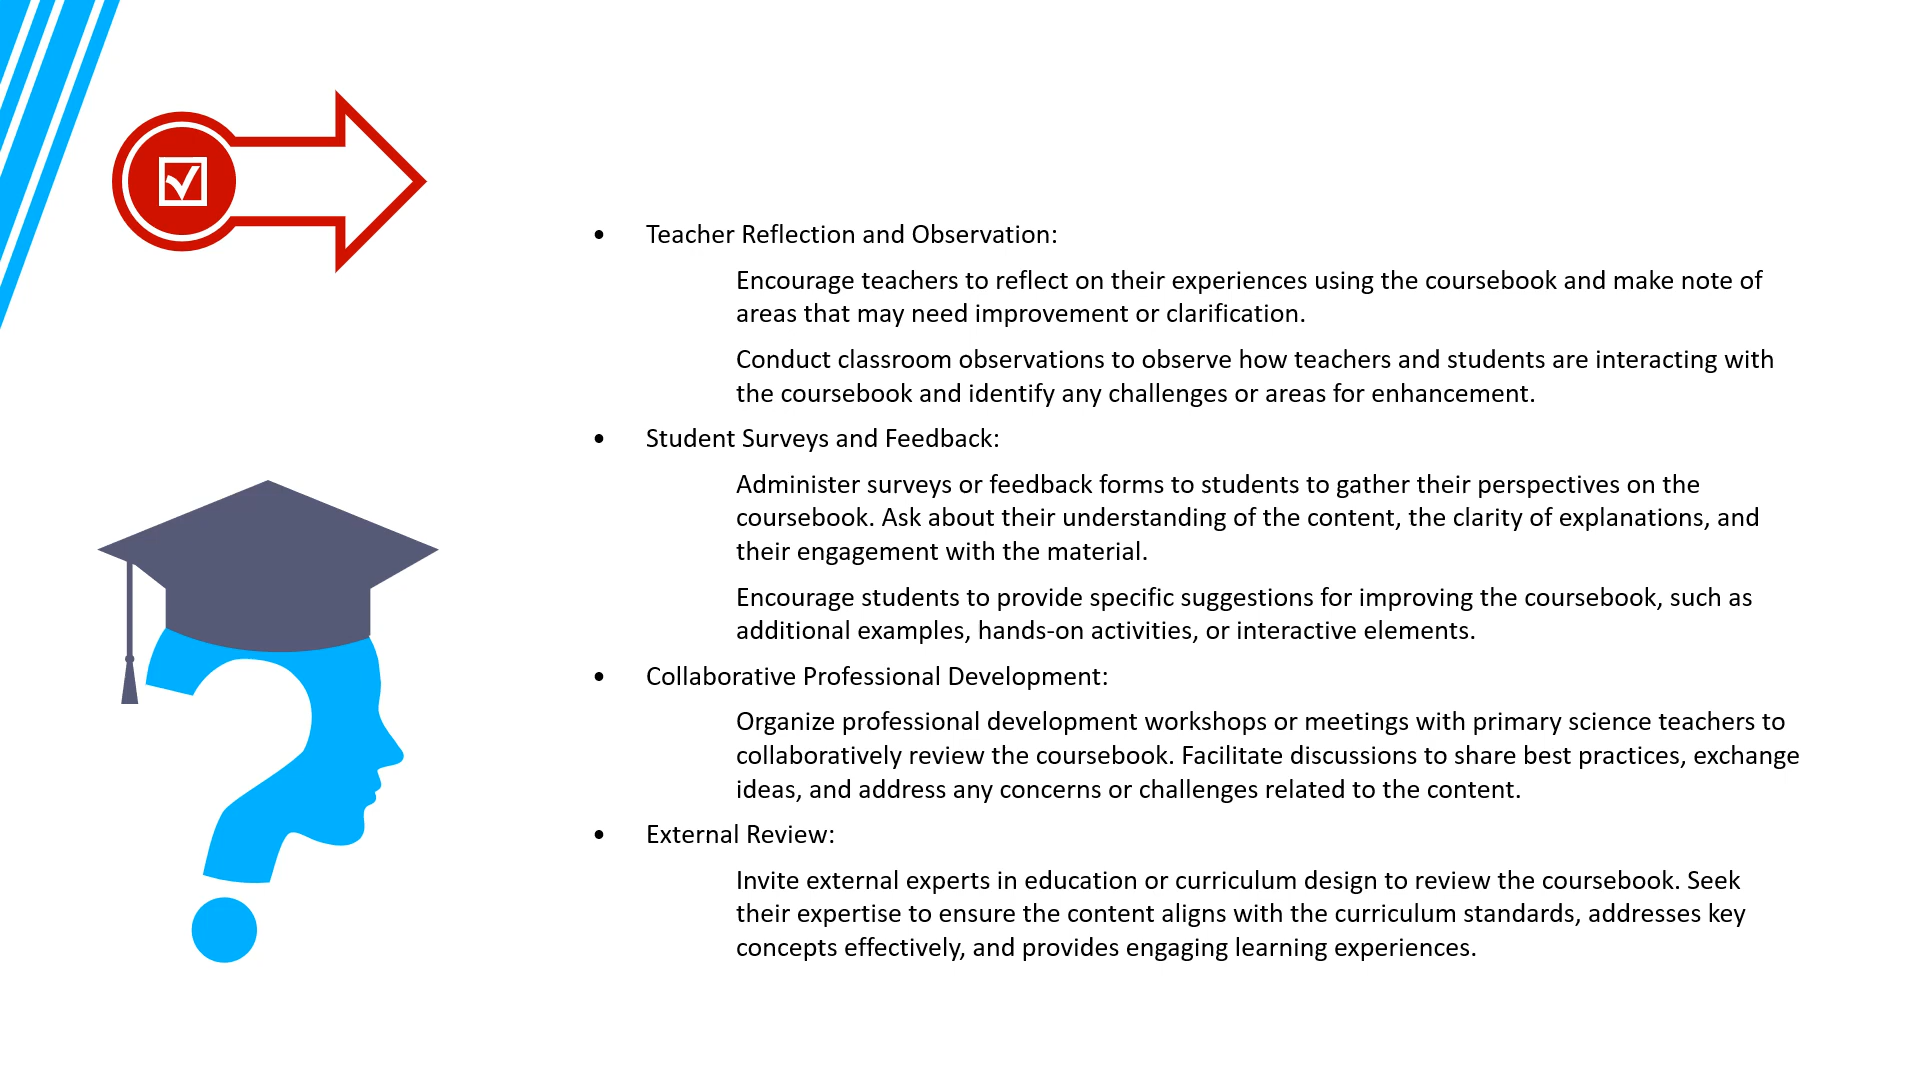 • Teacher Reflection and Observation:
Encourage teachers to reflect on their experiences using the coursebook and make note of
areas that may need improvement or clarification.
Conduct classroom observations to observe how teachers and students are interacting with
the coursebook and identify any challenges or areas for enhancement.
• Student Surveys and Feedback:
Administer surveys or feedback forms to students to gather their perspectives on the
coursebook. Ask about their understanding of the content, the clarity of explanations, and
their engagement with the material.
Encourage students to provide specific suggestions for improving the coursebook, such as
additional examples, hands-on activities, or interactive elements.
• Collaborative Professional Development:
Organize professional development workshops or meetings with primary science teachers to
collaboratively review the coursebook. Facilitate discussions to share best practices, exchange
ideas, and address any concerns or challenges related to the content.
• External Review:
Invite external experts in education or curriculum design to review the coursebook. Seek
their expertise to ensure the content aligns with the curriculum standards, addresses key
concepts effectively, and provides engaging learning experiences.